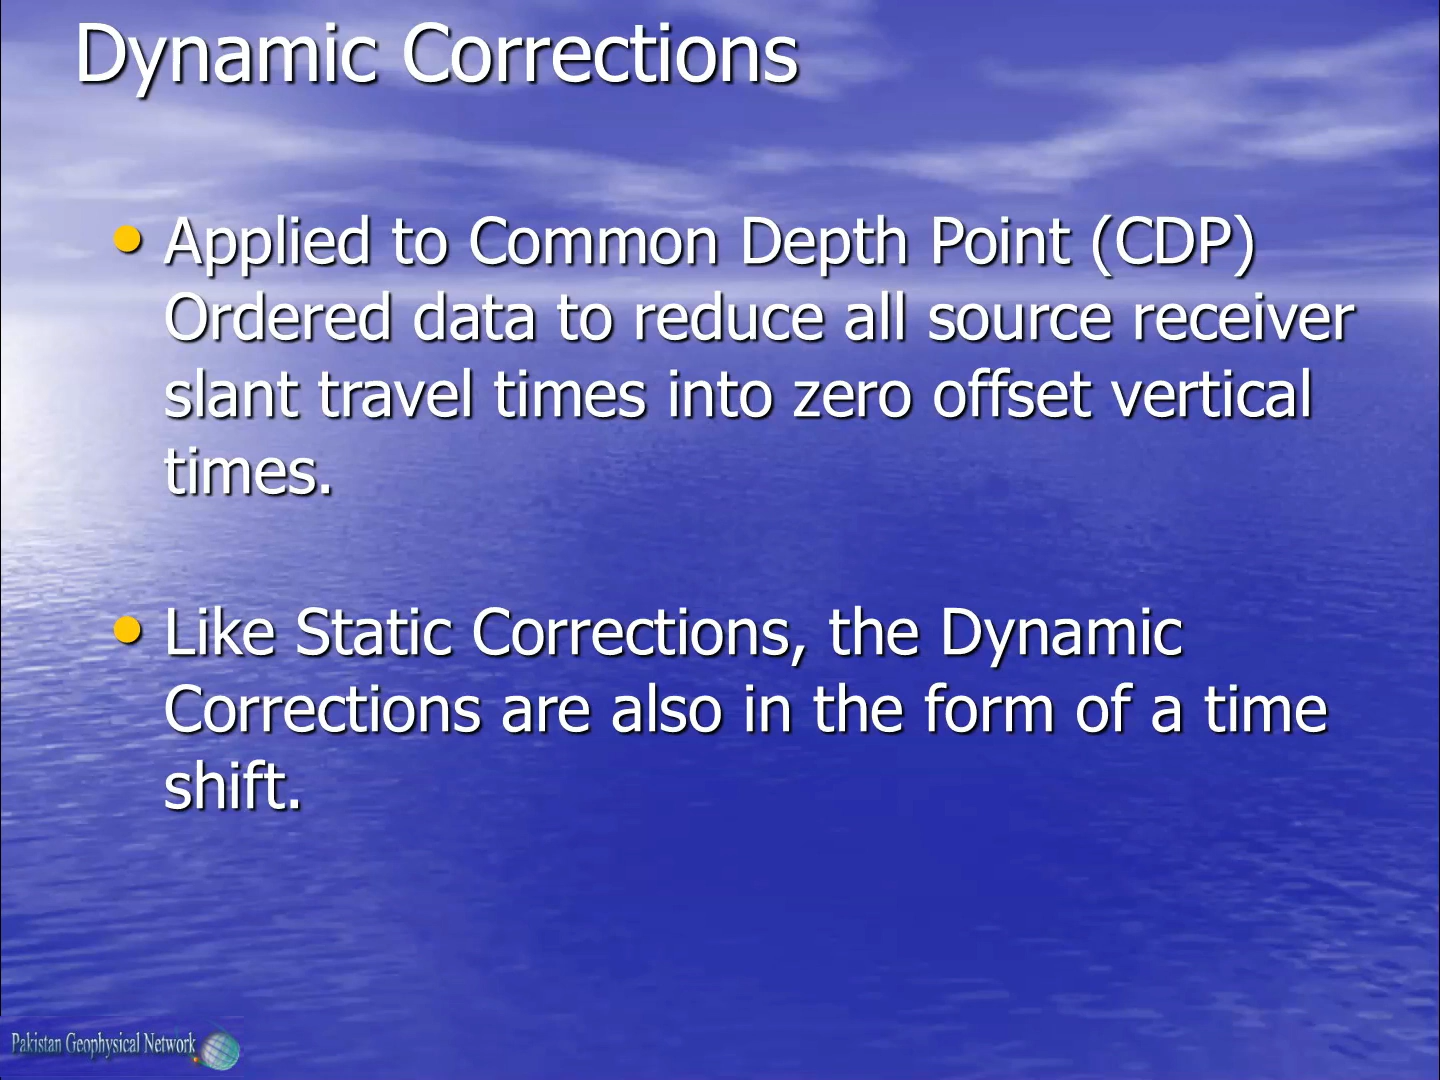 Dynamic Corrections
• Applied to Common Depth Point (CDP)
Ordered data to reduce all source receiver
slant travel times into zero offset vertical
times.
• Like Static Corrections, the Dynamic
Corrections are also in the form of a time
shift.
Pakistan Geophysical Network